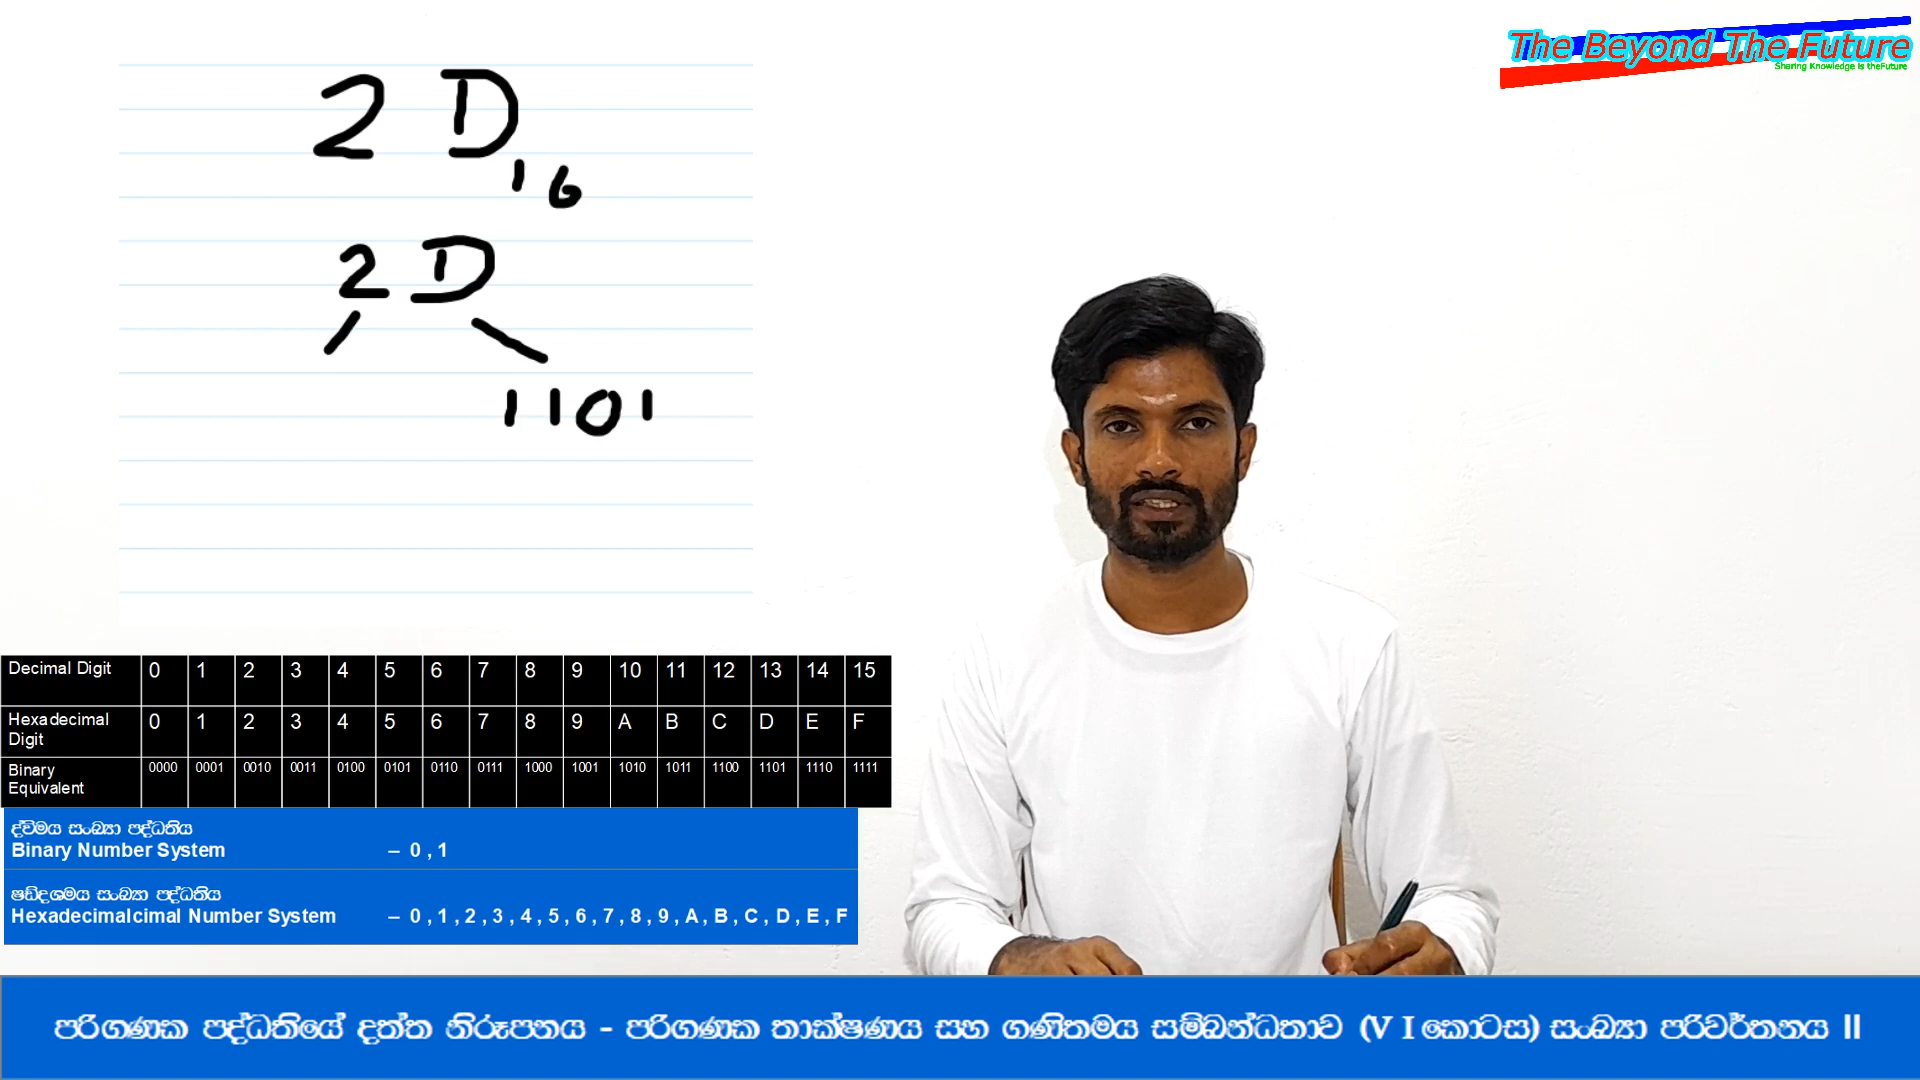 The Beyond The Future
Sharing Knowledge is theFuture
2 D16
2 D
1101
Decimal Digit 0 1 2 3 4 5 6 7 8 9 10 11 12 13 14 15
Hexadecimal Digit 0 1 2 3 4 5 6 7 8 9 A B C D E F
Binary Equivalent 0000 0001 0010 0011 0100 0101 0110 0111 1000 1001 1010 1011 1100 1101 1110 1111
ද්විමය සංඛ්‍යා පද්ධතිය
Binary Number System – 0 , 1
ෂඩ්දශමය සංඛ්‍යා පද්ධතිය
Hexadecimalcimal Number System – 0 , 1 , 2 , 3 , 4 , 5 , 6 , 7 , 8 , 9 , A , B , C , D , E , F
පරිගණක පද්ධතියේ දත්ත නිරූපනය - පරිගණක තාක්ෂණය සහ ගණිතමය සම්බන්ධතාව (V I කොටස) සංඛ්‍යා පරිවර්තනය II